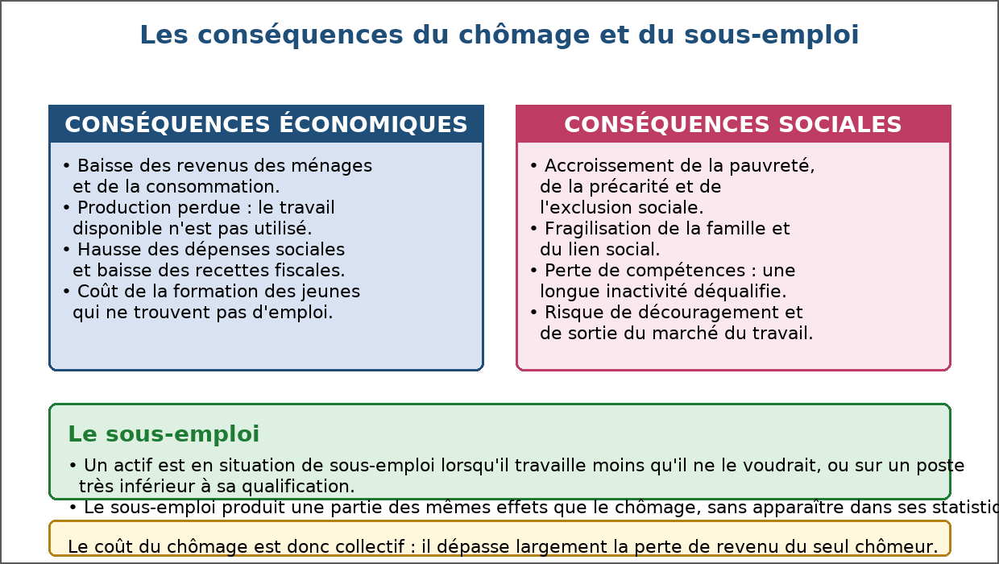 Les conséquences du chômage et du sous-emploi
CONSÉQUENCES ÉCONOMIQUES
• Baisse des revenus des ménages
et de la consommation.
• Production perdue : le travail
disponible n'est pas utilisé.
• Hausse des dépenses sociales
et baisse des recettes fiscales.
• Coût de la formation des jeunes
qui ne trouvent pas d'emploi.
CONSÉQUENCES SOCIALES
• Accroissement de la pauvreté,
de la précarité et de
l'exclusion sociale.
• Fragilisation de la famille et
du lien social.
• Perte de compétences : une
longue inactivité déqualifie.
• Risque de découragement et
de sortie du marché du travail.
Le sous-emploi
• Un actif est en situation de sous-emploi lorsqu'il travaille moins qu'il ne le voudrait, ou sur un poste
très inférieur à sa qualification.
• Le sous-emploi produit une partie des mêmes effets que le chômage, sans apparaître dans ses
Le coût du chômage est donc collectif : il dépasse largement la perte de revenu du seul chômeur.